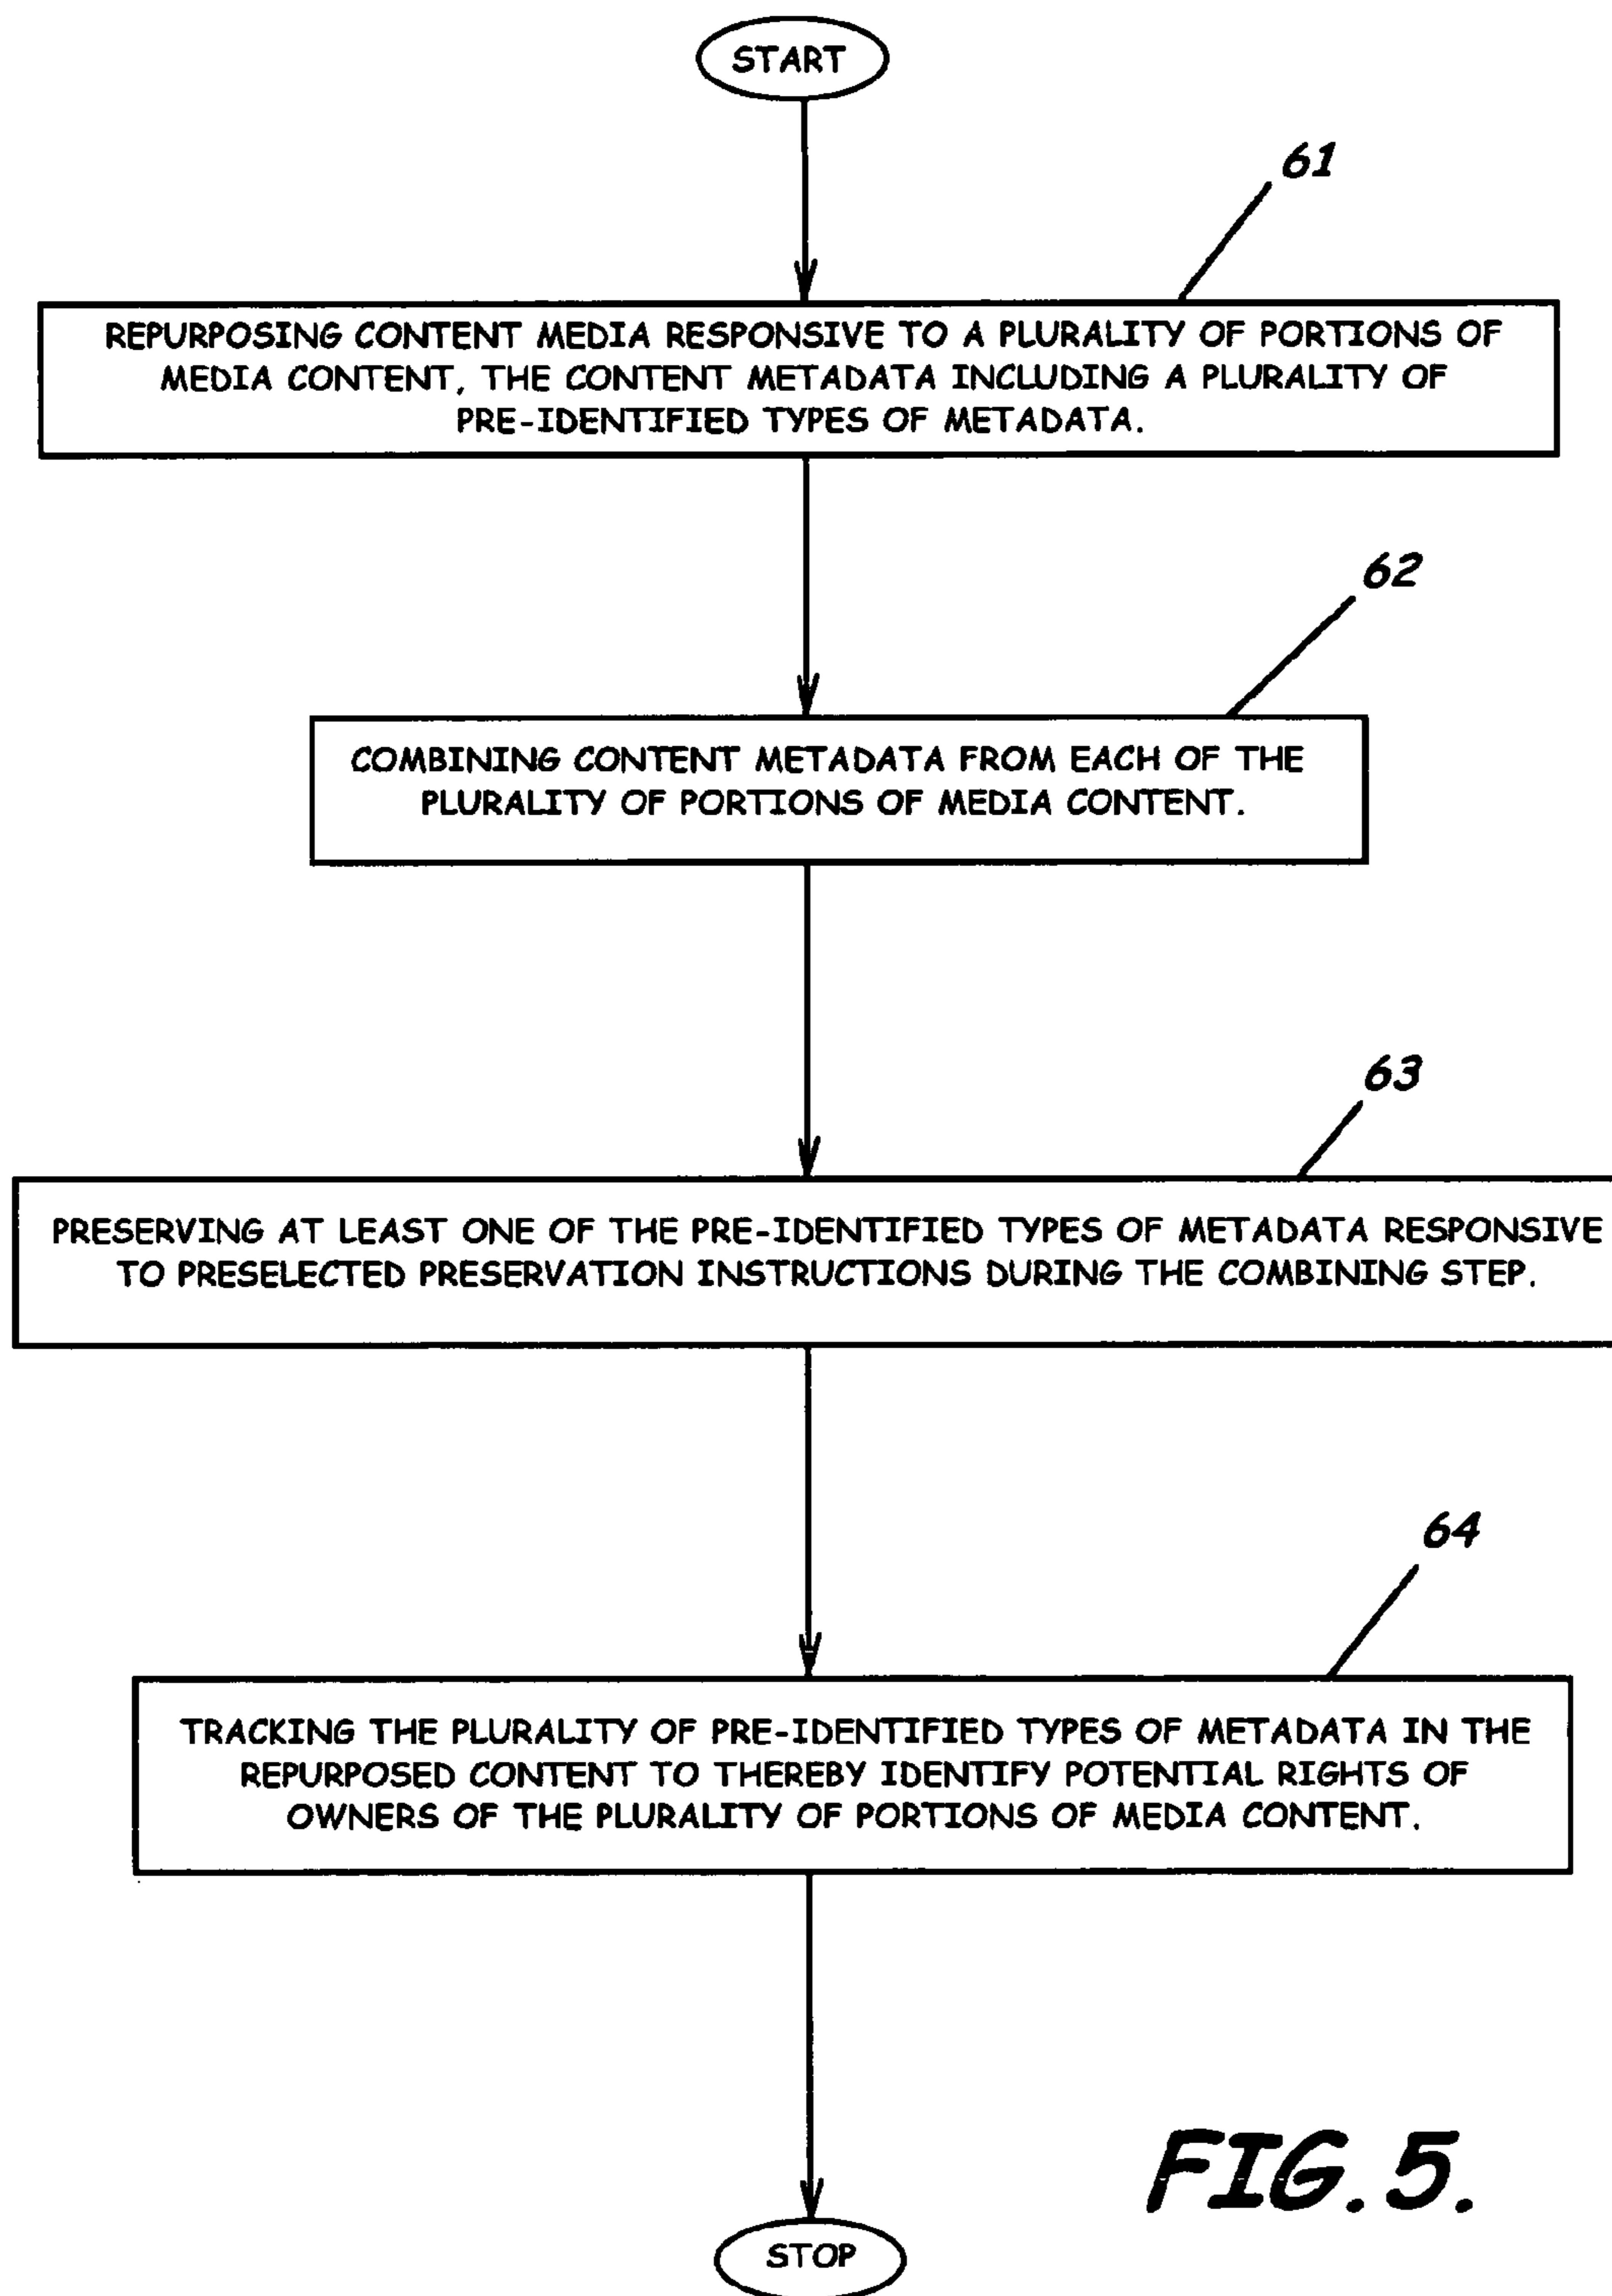 START
61
REPURPOSING CONTENT MEDIA RESPONSIVE TO A PLURALITY OF PORTIONS OF
MEDIA CONTENT, THE CONTENT METADATA INCLUDING A PLURALITY OF
PRE-IDENTIFIED TYPES OF METADATA.
62
COMBINING CONTENT METADATA FROM EACH OF THE
PLURALITY OF PORTIONS OF MEDIA CONTENT.
63
PRESERVING AT LEAST ONE OF THE PRE-IDENTIFIED TYPES OF METADATA RESPONSIVE
TO PRESELECTED PRESERVATION INSTRUCTIONS DURING THE COMBINING STEP.
64
TRACKING THE PLURALITY OF PRE-IDENTIFIED TYPES OF METADATA IN THE
REPURPOSED CONTENT TO THEREBY IDENTIFY POTENTIAL RIGHTS OF
OWNERS OF THE PLURALITY OF PORTIONS OF MEDIA CONTENT.
STOP
FIG. 5.